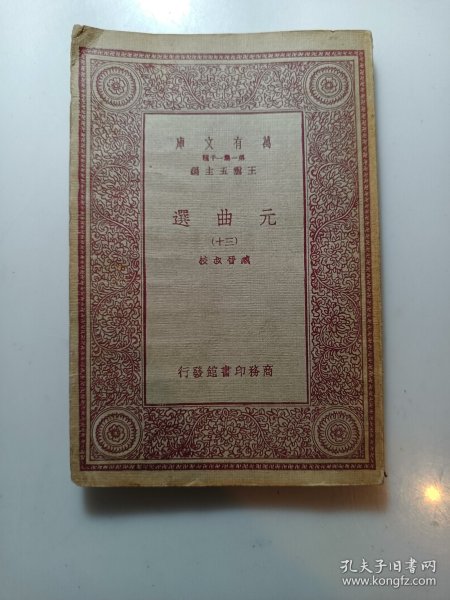 萬有文庫
第一集一千種
王雲五主編
元曲選
(三十)
臧晉叔校
商務印書館發行
孔夫子旧书网
www.kongfz.com